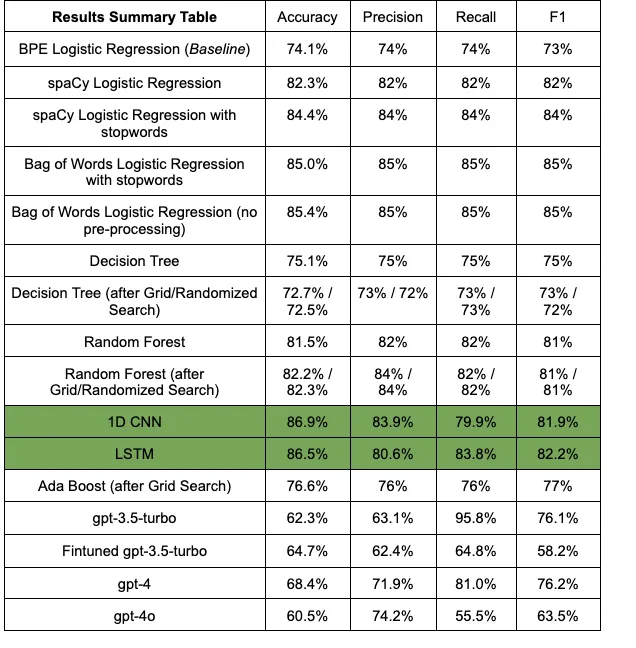 Results Summary Table Accuracy Precision Recall F1
BPE Logistic Regression (Baseline) 74.1% 74% 74% 73%
spaCy Logistic Regression 82.3% 82% 82% 82%
spaCy Logistic Regression with stopwords 84.4% 84% 84% 84%
Bag of Words Logistic Regression with stopwords 85.0% 85% 85% 85%
Bag of Words Logistic Regression (no pre-processing) 85.4% 85% 85% 85%
Decision Tree 75.1% 75% 75% 75%
Decision Tree (after Grid/Randomized Search) 72.7% / 72.5% 73% / 72% 73% / 73% 73% / 72%
Random Forest 81.5% 82% 82% 81%
Random Forest (after Grid/Randomized Search) 82.2% / 82.3% 84% / 84% 82% / 82% 81% / 81%
1D CNN 86.9% 83.9% 79.9% 81.9%
LSTM 86.5% 80.6% 83.8% 82.2%
Ada Boost (after Grid Search) 76.6% 76% 76% 77%
gpt-3.5-turbo 62.3% 63.1% 95.8% 76.1%
Fintuned gpt-3.5-turbo 64.7% 62.4% 64.8% 58.2%
gpt-4 68.4% 71.9% 81.0% 76.2%
gpt-4o 60.5% 74.2% 55.5% 63.5%